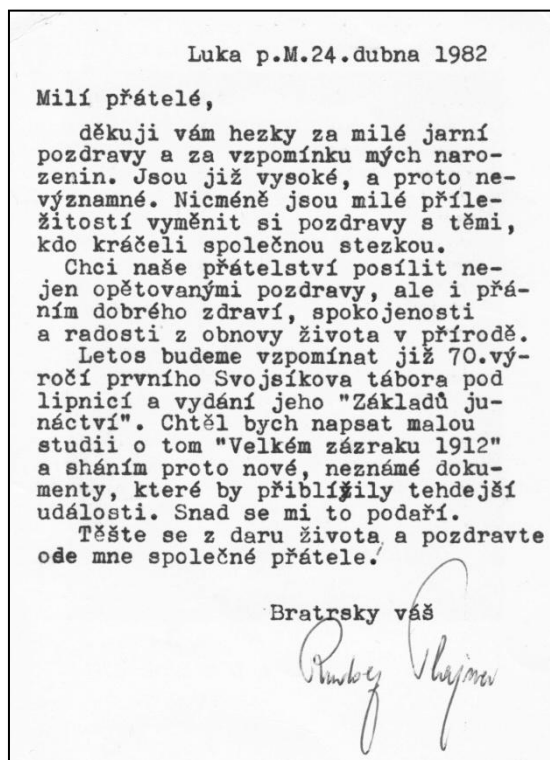 Luka p.M.24.dubna 1982
Milí přátelé,
děkuji vám hezky za milé jarní
pozdravy a za vzpomínku mých naro-
zenin. Jsou již vysoké, a proto ne-
významné. Nicméně jsou milé příle-
žitostí vyměnit si pozdravy s těmi,
kdo kráčeli společnou stezkou.
Chci naše přátelství posílit ne-
jen opětovanými pozdravy, ale i přá-
ním dobrého zdraví, spokojenosti
a radosti z obnovy života v přírodě.
Letos budeme vzpomínat již 70.vý-
ročí prvního Svojsíkova tábora pod
lipnicí a vydání jeho "Základů ju-
náctví". Chtěl bych napsat malou
studii o tom "Velkém zázraku 1912"
a sháním proto nové, neznámé doku-
menty, které by přiblížily tehdejší
události. Snad se mi to podaří.
Těšte se z daru života a pozdravte
ode mne společné přátele.
Bratrsky váš
Rudolf Plajner